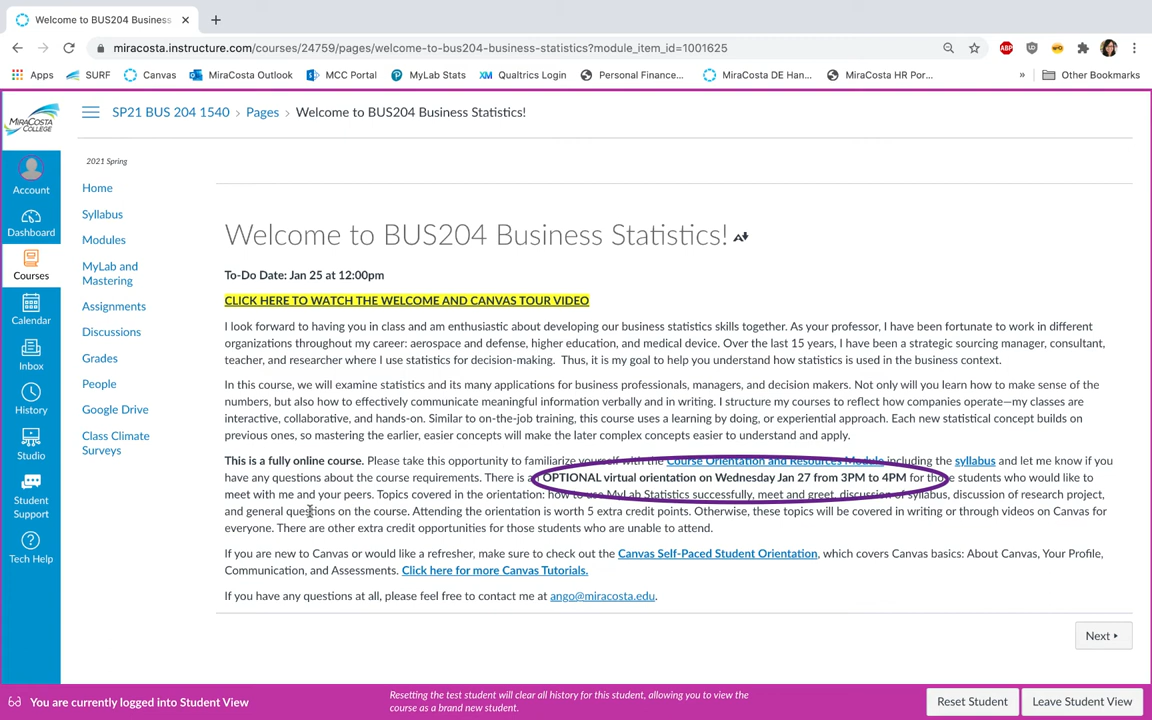 Welcome to BUS204 Business
miracosta.instructure.com/courses/24759/pages/welcome-to-bus204-business-statistics?module_item_id=1001625
ABP
Apps SURF Canvas MiraCosta Outlook MCC Portal MyLab Stats XM Qualtrics Login Personal Finance... MiraCosta DE Han... MiraCosta HR Por... » Other Bookmarks
MIRACOSTA
COLLEGE
SP21 BUS 204 1540 › Pages › Welcome to BUS204 Business Statistics!
Account
Dashboard
Courses
Calendar
Inbox
History
Studio
Student
Support
Tech Help
2021 Spring
Home
Syllabus
Modules
MyLab and
Mastering
Assignments
Discussions
Grades
People
Google Drive
Class Climate
Surveys
Welcome to BUS204 Business Statistics!
To-Do Date: Jan 25 at 12:00pm
CLICK HERE TO WATCH THE WELCOME AND CANVAS TOUR VIDEO
I look forward to having you in class and am enthusiastic about developing our business statistics skills together. As your professor, I have been fortunate to work in different
organizations throughout my career: aerospace and defense, higher education, and medical device. Over the last 15 years, I have been a strategic sourcing manager, consultant,
teacher, and researcher where I use statistics for decision-making. Thus, it is my goal to help you understand how statistics is used in the business context.
In this course, we will examine statistics and its many applications for business professionals, managers, and decision makers. Not only will you learn how to make sense of the
numbers, but also how to effectively communicate meaningful information verbally and in writing. I structure my courses to reflect how companies operate—my classes are
interactive, collaborative, and hands-on. Similar to on-the-job training, this course uses a learning by doing, or experiential approach. Each new statistical concept builds on
previous ones, so mastering the earlier, easier concepts will make the later complex concepts easier to understand and apply.
This is a fully online course. Please take this opportunity to familiarize yourself with the Course Orientation and Resources Module including the syllabus and let me know if you
have any questions about the course requirements. There is an OPTIONAL virtual orientation on Wednesday Jan 27 from 3PM to 4PM for those students who would like to
meet with me and your peers. Topics covered in the orientation: how to use MyLab Statistics successfully, meet and greet, discussion of syllabus, discussion of research project,
and general questions on the course. Attending the orientation is worth 5 extra credit points. Otherwise, these topics will be covered in writing or through videos on Canvas for
everyone. There are other extra credit opportunities for those students who are unable to attend.
If you are new to Canvas or would like a refresher, make sure to check out the Canvas Self-Paced Student Orientation, which covers Canvas basics: About Canvas, Your Profile,
Communication, and Assessments. Click here for more Canvas Tutorials.
If you have any questions at all, please feel free to contact me at ango@miracosta.edu.
Next
You are currently logged into Student View
Resetting the test student will clear all history for this student, allowing you to view the
course as a brand new student.
Reset Student
Leave Student View